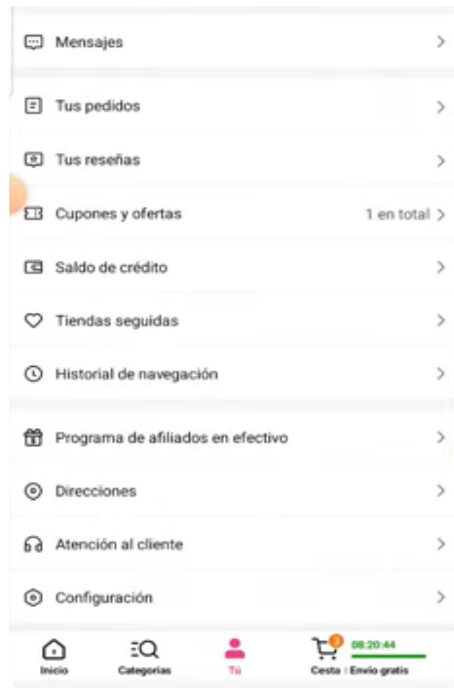 Mensajes
Tus pedidos
Tus reseñas
Cupones y ofertas 1 en total
Saldo de crédito
Tiendas seguidas
Historial de navegación
Programa de afiliados en efectivo
Direcciones
Atención al cliente
Configuración
08:20:44
Inicio Categorías Tú Cesta | Envío gratis